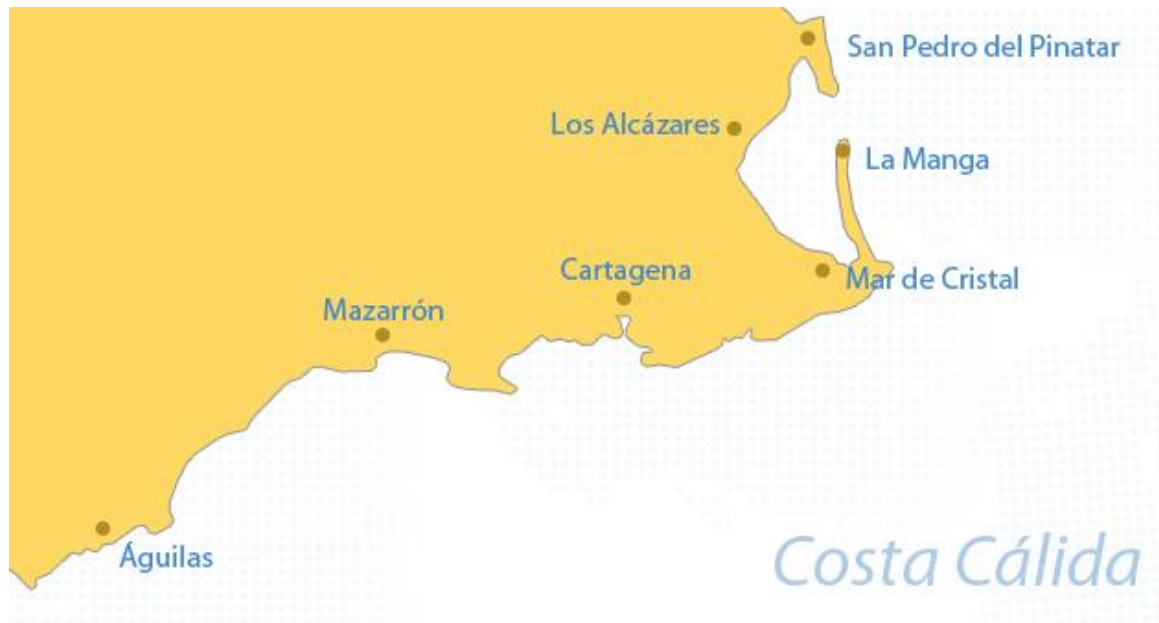 San Pedro del Pinatar
Los Alcázares
La Manga
Cartagena
Mar de Cristal
Mazarrón
Águilas
Costa Cálida